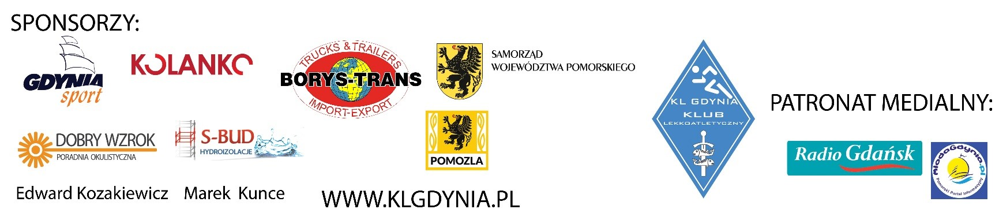 SPONSORZY:
GDYNIA
sport
KOLANKO
TRUCKS & TRAILERS
BORYS-TRANS
IMPORT-EXPORT
SAMORZĄD
WOJEWÓDZTWA POMORSKIEGO
POMOZLA
DOBRY WZROK
PORADNIA OKULISTYCZNA
S-BUD
HYDROIZOLACJE
Edward Kozakiewicz Marek Kunce
WWW.KLGDYNIA.PL
KL GDYNIA
KLUB
LEKKOATLETYCZNY
PATRONAT MEDIALNY:
Radio Gdańsk
MlodaGdynia.pl
Pomorski Portal Informacyjny